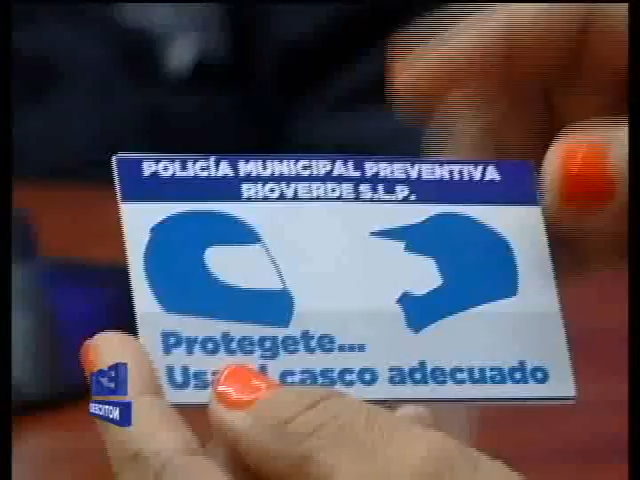 POLICÍA MUNICIPAL PREVENTIVA
RIOVERDE S.L.P.
Protegete...
casco adecuado